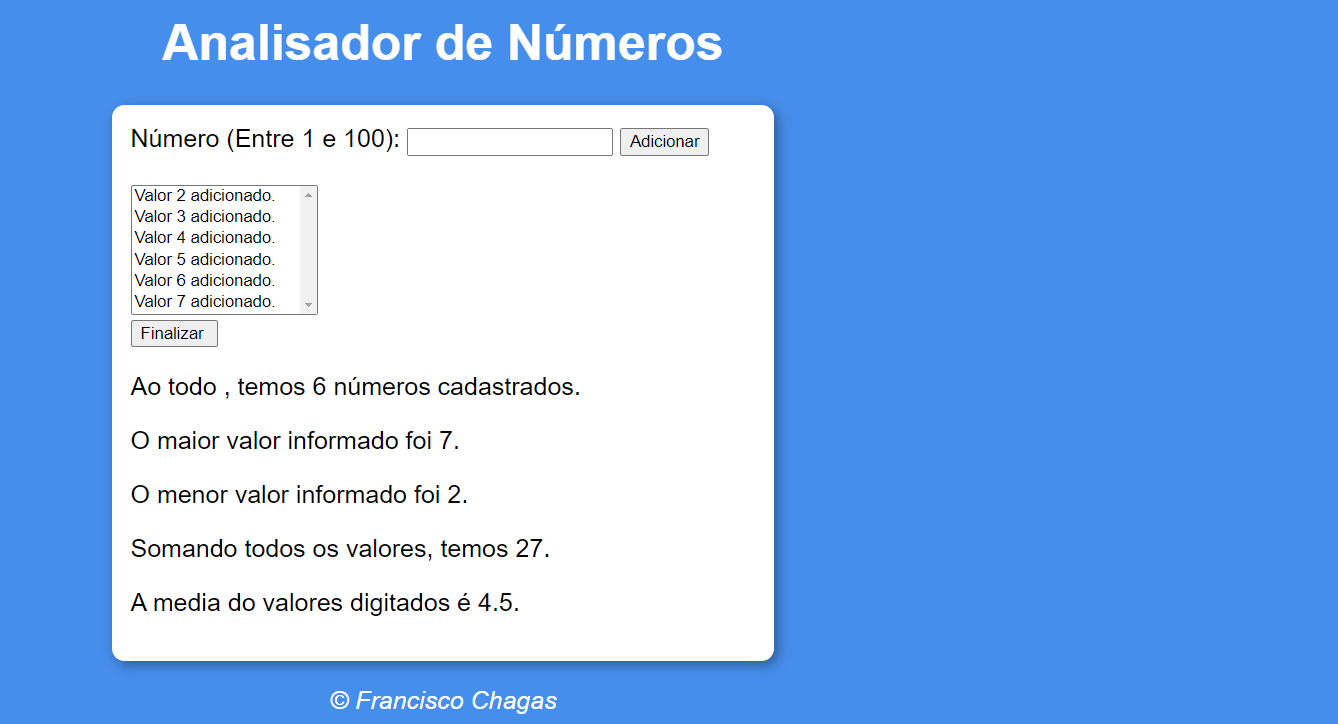 Analisador de Números
Número (Entre 1 e 100): Adicionar
Valor 2 adicionado.
Valor 3 adicionado.
Valor 4 adicionado.
Valor 5 adicionado.
Valor 6 adicionado.
Valor 7 adicionado.
Finalizar
Ao todo , temos 6 números cadastrados.
O maior valor informado foi 7.
O menor valor informado foi 2.
Somando todos os valores, temos 27.
A media do valores digitados é 4.5.
© Francisco Chagas